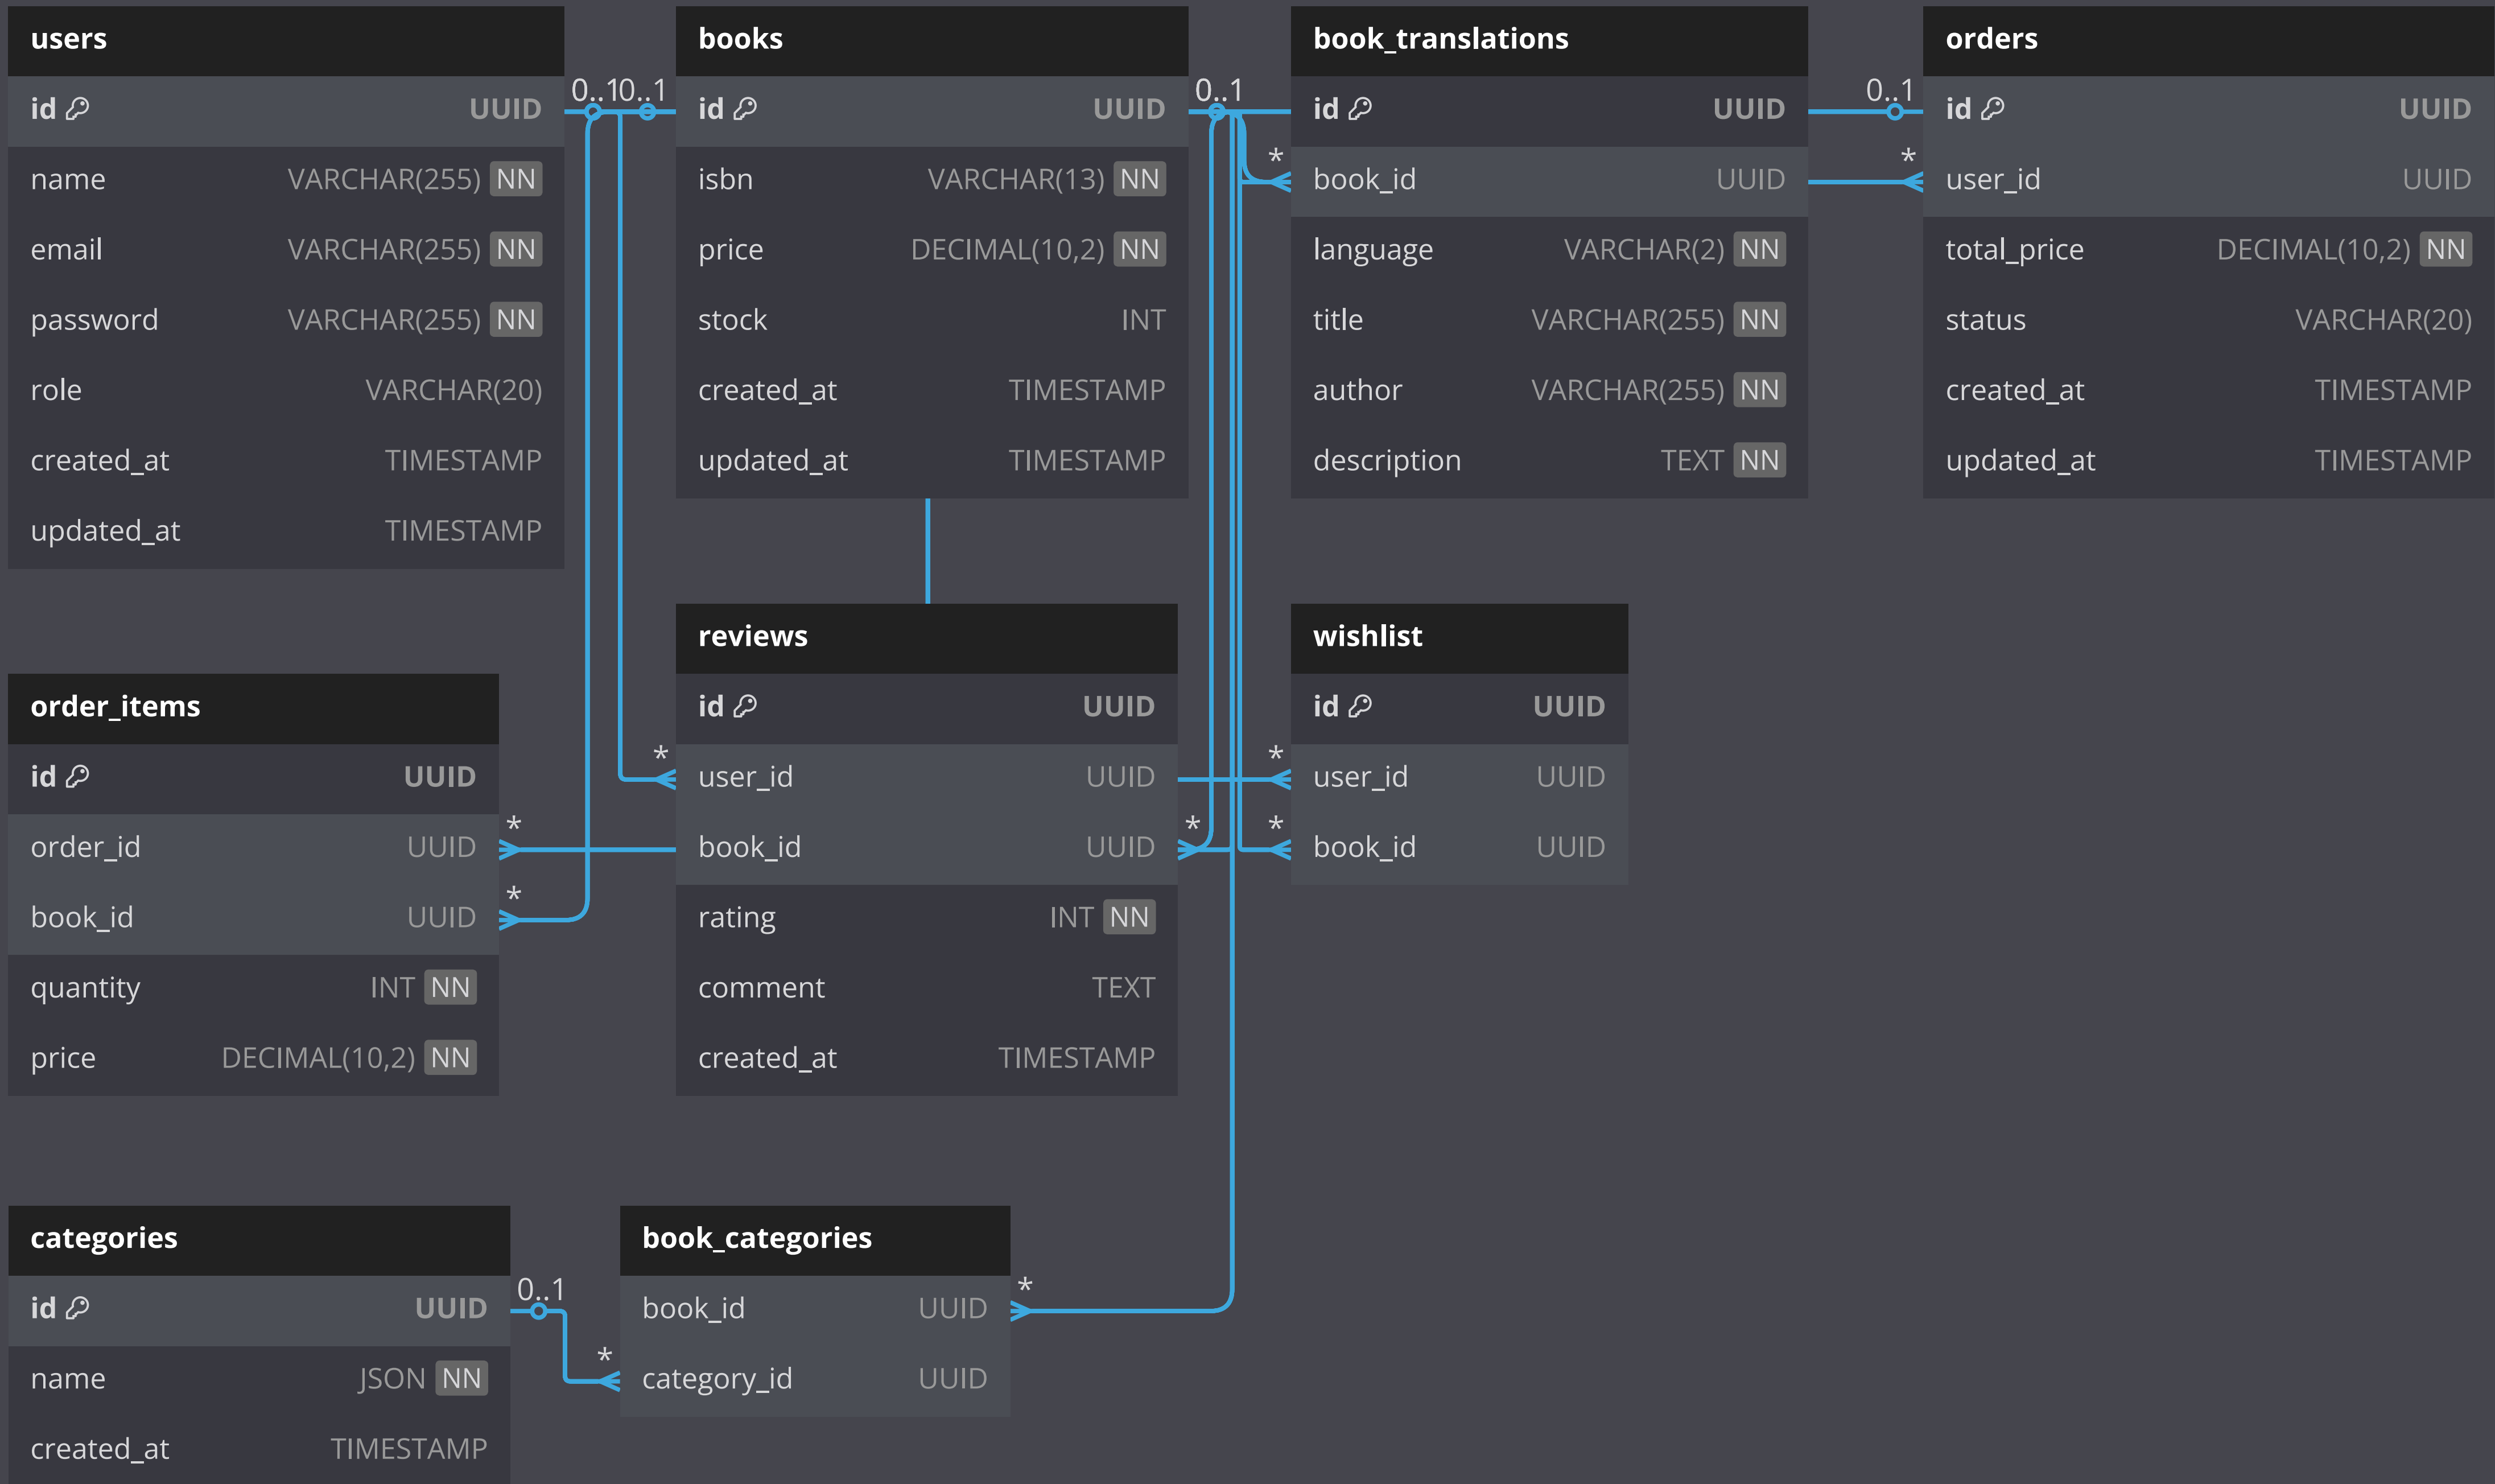 users
id UUID
name VARCHAR(255) NN
email VARCHAR(255) NN
password VARCHAR(255) NN
role VARCHAR(20)
created_at TIMESTAMP
updated_at TIMESTAMP
0..1
0..1
books
id UUID
isbn VARCHAR(13) NN
price DECIMAL(10,2) NN
stock INT
created_at TIMESTAMP
updated_at TIMESTAMP
0..1
*
book_translations
id UUID
book_id UUID
language VARCHAR(2) NN
title VARCHAR(255) NN
author VARCHAR(255) NN
description TEXT NN
0..1
*
orders
id UUID
user_id UUID
total_price DECIMAL(10,2) NN
status VARCHAR(20)
created_at TIMESTAMP
updated_at TIMESTAMP
order_items
id UUID
order_id UUID
book_id UUID
quantity INT NN
price DECIMAL(10,2) NN
*
*
*
reviews
id UUID
user_id UUID
book_id UUID
rating INT NN
comment TEXT
created_at TIMESTAMP
*
*
*
wishlist
id UUID
user_id UUID
book_id UUID
categories
id UUID
name JSON NN
created_at TIMESTAMP
0..1
*
book_categories
book_id UUID
category_id UUID
*